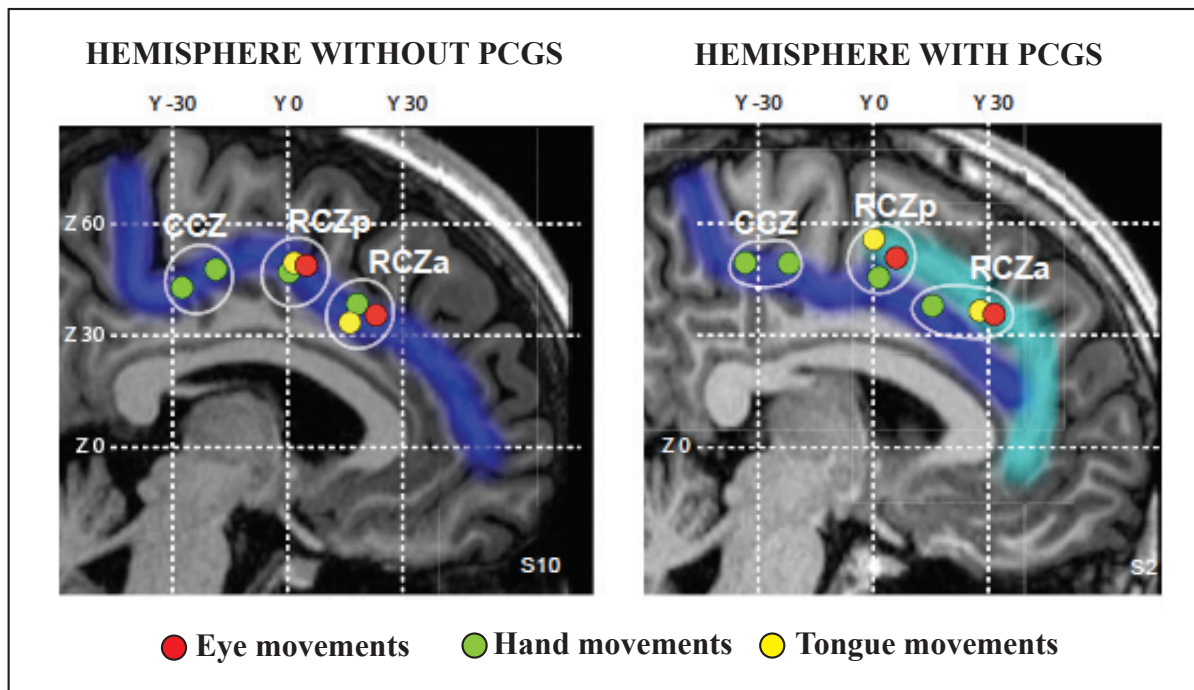 HEMISPHERE WITHOUT PCGS
Y -30 Y 0 Y 30
Z 60
CCZ
RCZp
RCZa
Z 30
Z 0
S10
HEMISPHERE WITH PCGS
Y -30 Y 0 Y 30
CCZ
RCZp
RCZa
Z 0
S2
Eye movements Hand movements Tongue movements